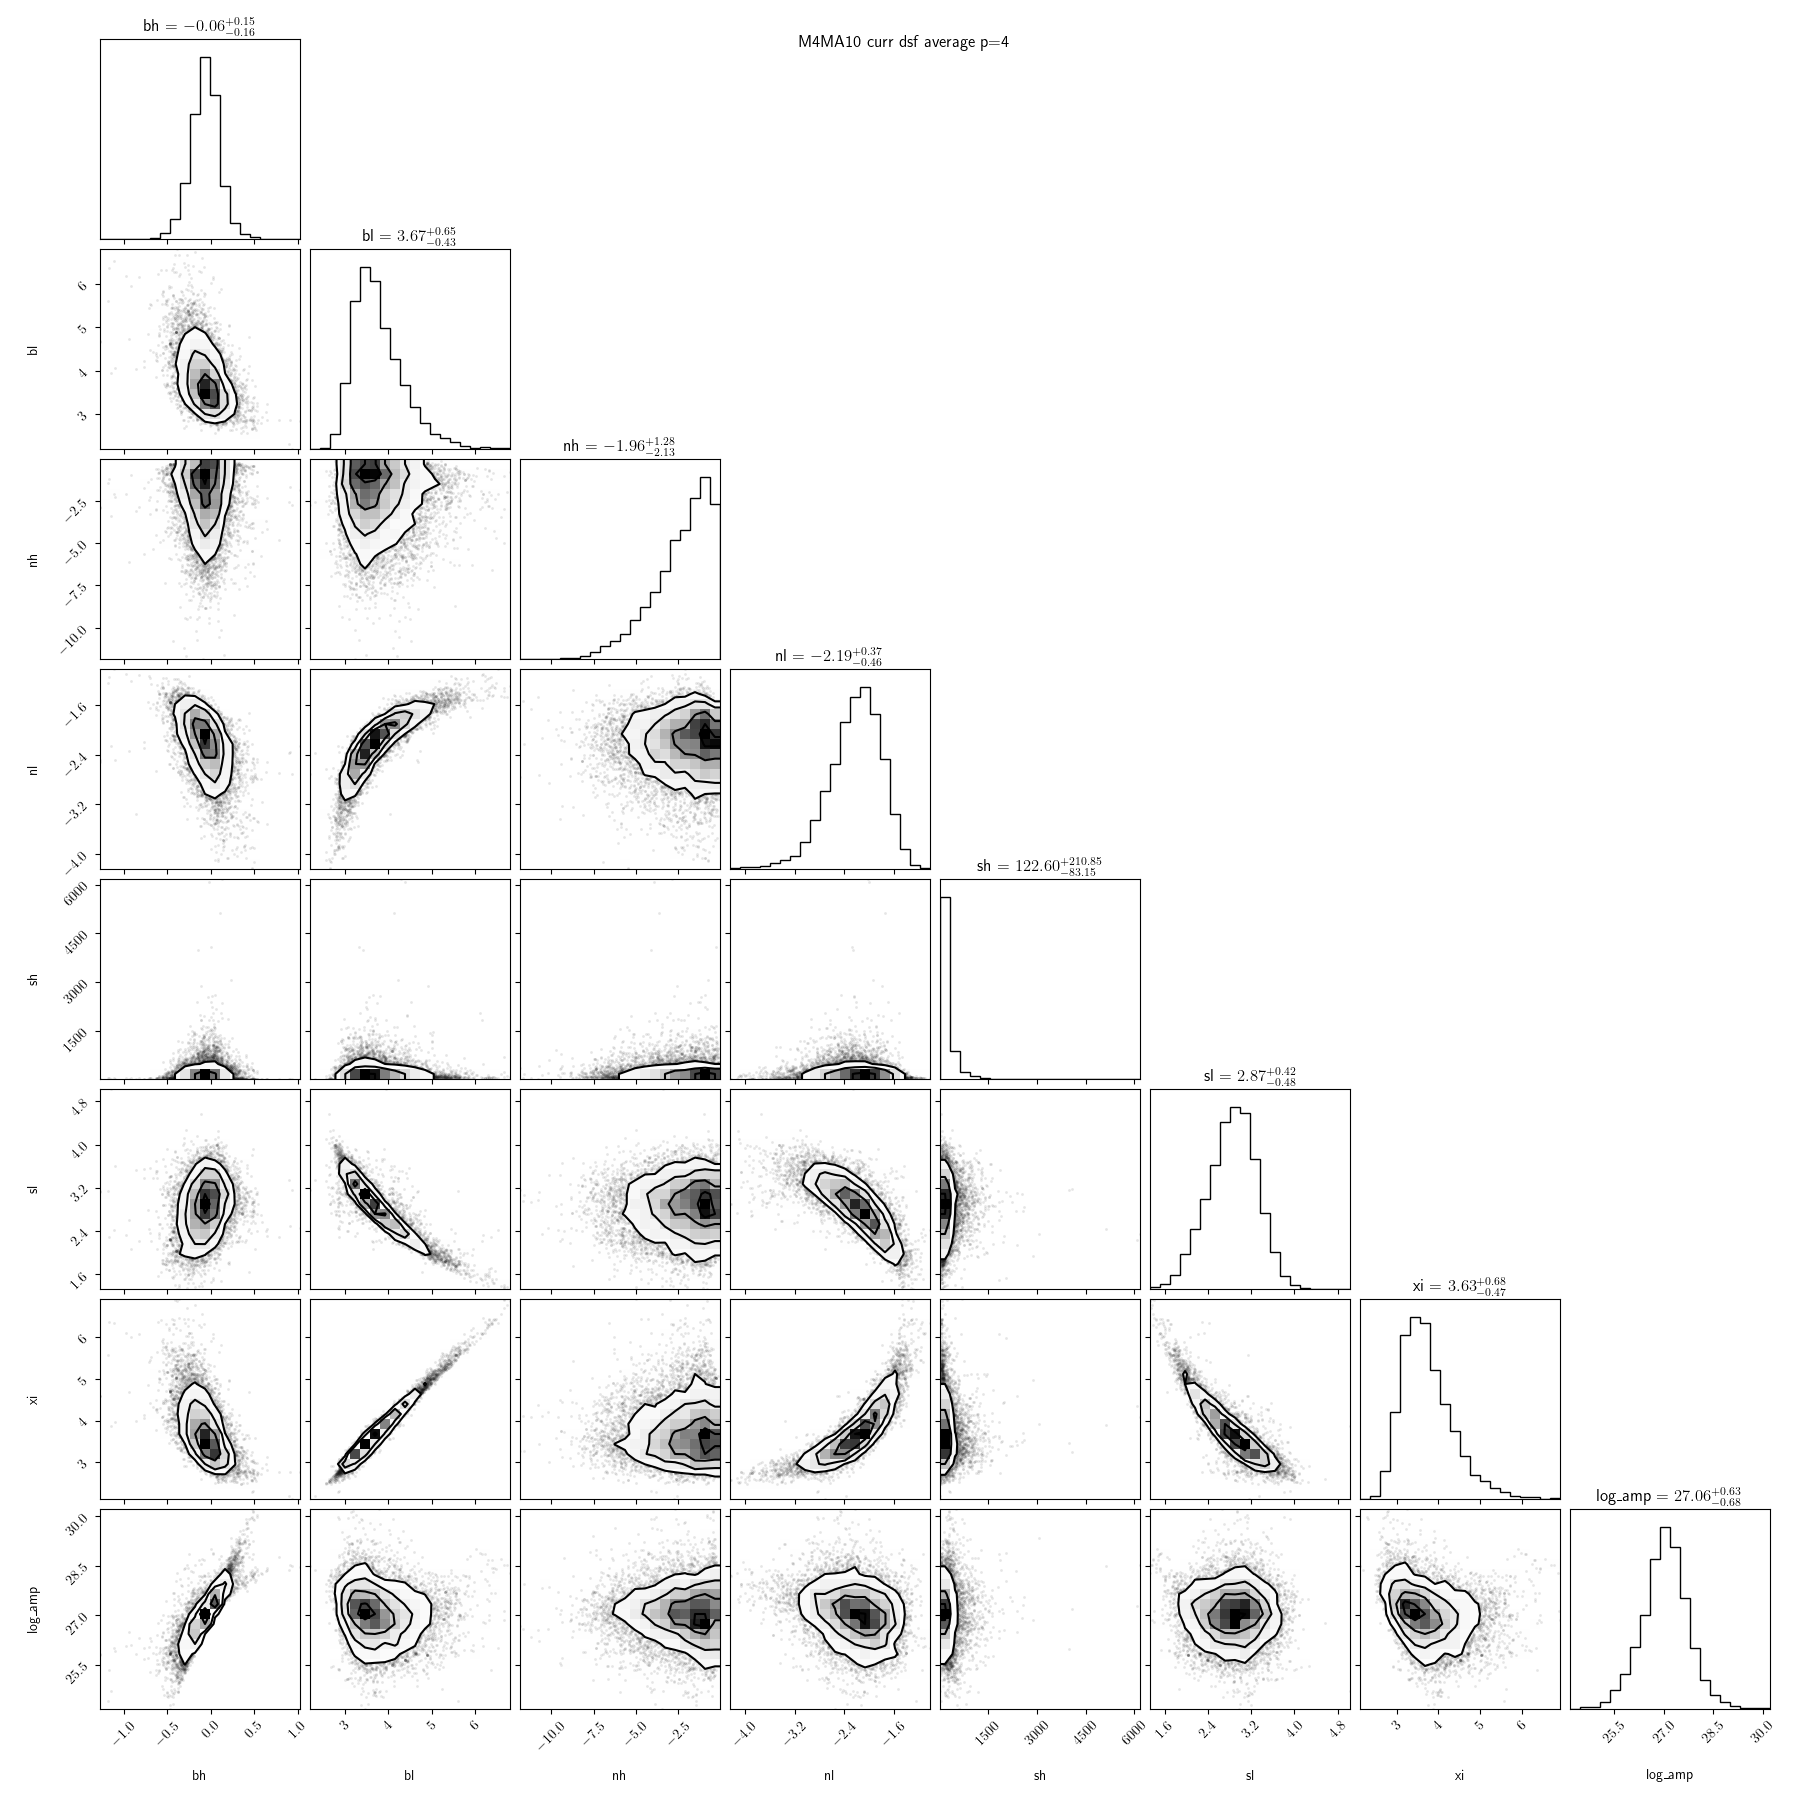 M4MA10 curr dsf average p=4
bh = −0.06 +0.15 −0.16
bl = 3.67 +0.65 −0.43
6
5
4
3
bl
nh = −1.96 +1.28 −2.13
−2.5
−5.0
−7.5
−10.0
nh
nl = −2.19 +0.37 −0.46
−1.6
−2.4
−3.2
−4.0
nl
sh = 122.60 +210.85 −83.15
6000
4500
3000
1500
sh
sl = 2.87 +0.42 −0.48
4.8
4.0
3.2
2.4
1.6
sl
xi = 3.63 +0.68 −0.47
6
5
4
3
xi
log_amp = 27.06 +0.63 −0.68
30.0
28.5
27.0
25.5
log_amp
−1.0 −0.5 0.0 0.5 1.0 3 4 5 6 −10.0 −7.5 −5.0 −2.5 −4.0 −3.2 −2.4 −1.6 1500 3000 4500 6000 1.6 2.4 3.2 4.0 4.8 3 4 5 6 25.5 27.0 28.5 30.0
bh bl nh nl sh sl xi log_amp